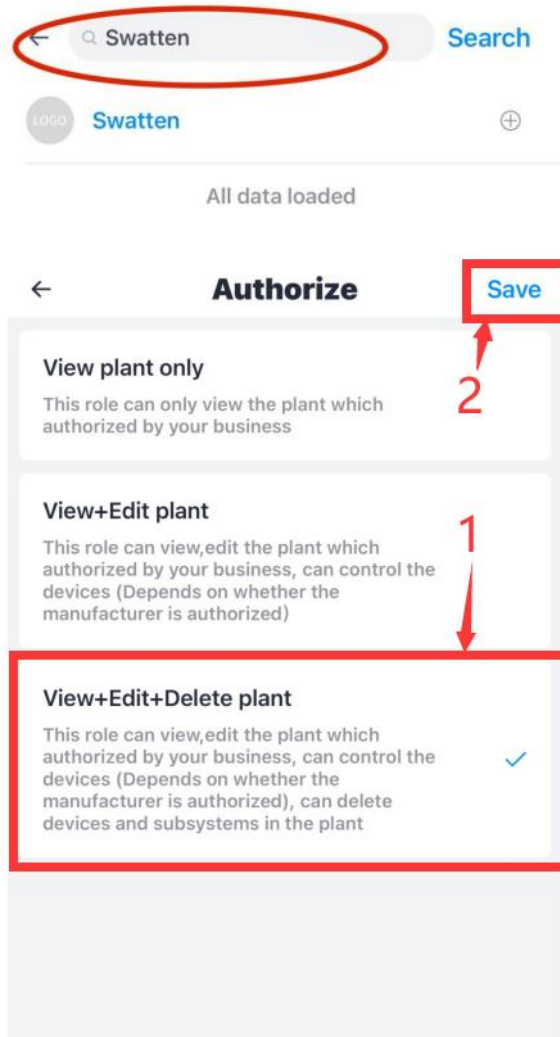 Swatten
Search
LOGO
Swatten
All data loaded
Authorize
Save
View plant only
This role can only view the plant which
authorized by your business
2
View+Edit plant
This role can view,edit the plant which
authorized by your business, can control the
devices (Depends on whether the
manufacturer is authorized)
1
View+Edit+Delete plant
This role can view,edit the plant which
authorized by your business, can control the
devices (Depends on whether the
manufacturer is authorized), can delete
devices and subsystems in the plant